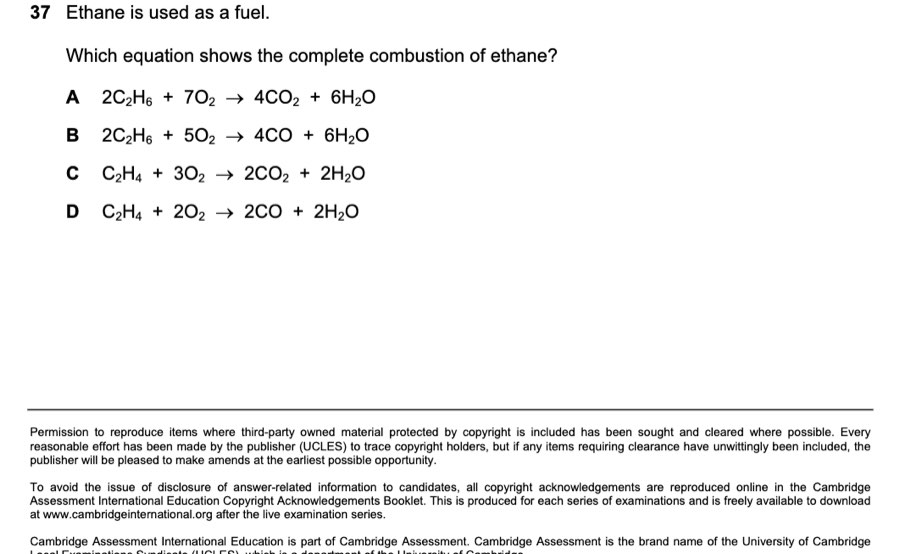 37 Ethane is used as a fuel.
Which equation shows the complete combustion of ethane?
A 2C₂H₆ + 7O₂ → 4CO₂ + 6H₂O
B 2C₂H₆ + 5O₂ → 4CO + 6H₂O
C C₂H₄ + 3O₂ → 2CO₂ + 2H₂O
D C₂H₄ + 2O₂ → 2CO + 2H₂O
Permission to reproduce items where third-party owned material protected by copyright is included has been sought and cleared where possible. Every
reasonable effort has been made by the publisher (UCLES) to trace copyright holders, but if any items requiring clearance have unwittingly been included, the
publisher will be pleased to make amends at the earliest possible opportunity.
To avoid the issue of disclosure of answer-related information to candidates, all copyright acknowledgements are reproduced online in the Cambridge
Assessment International Education Copyright Acknowledgements Booklet. This is produced for each series of examinations and is freely available to download
at www.cambridgeinternational.org after the live examination series.
Cambridge Assessment International Education is part of Cambridge Assessment. Cambridge Assessment is the brand name of the University of Cambridge